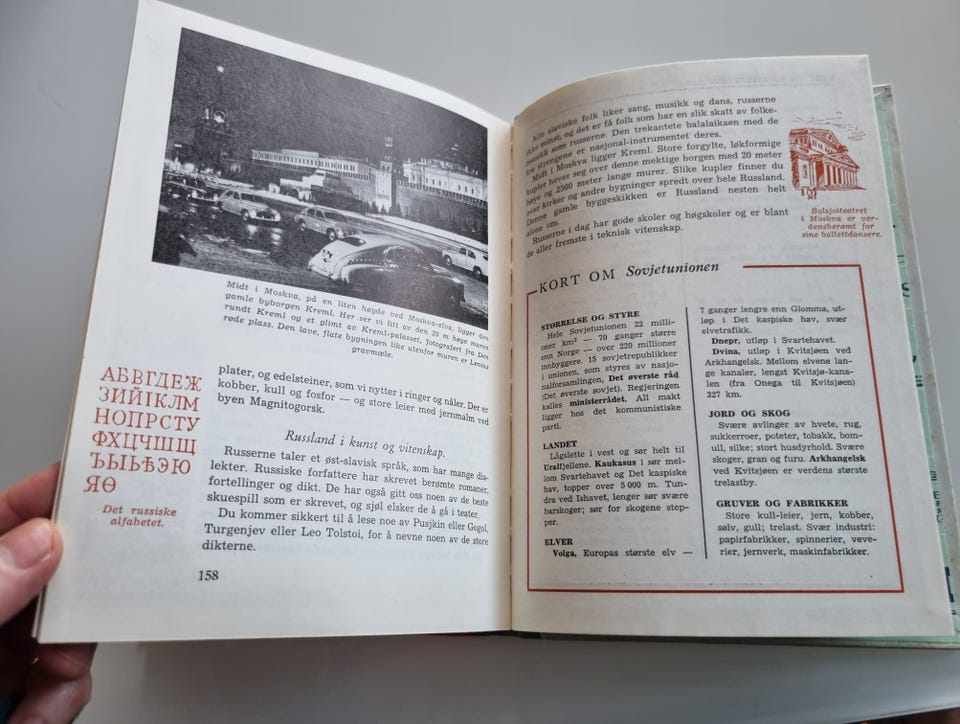 Midt i Moskva, på en liten høyde ved Moskva-elva, ligger den
gamle byborgen Kreml. Her ser vi litt av den 20 m høge muren
rundt Kreml og et glimt av Kreml-palasset, fotografert fra Den
røde plass. Den lave, flate bygningen like utenfor muren er Lenins
gravmæle.
АБВГДЕЖ
ЗИЙІКЛМ
НОПРСТУ
ФХЦЧШЩ
ЪЫЬѢЭЮ
ЯѲ
Det russiske
alfabetet.
plater, og edelsteiner, som vi nytter i ringer og nåler. Der er
kobber, kull og fosfor — og store leier med jernmalm ved
byen Magnitogorsk.
Russland i kunst og vitenskap.
Russerne taler et øst-slavisk språk, som har mange dia-
lekter. Russiske forfattere har skrevet berømte romaner,
fortellinger og dikt. De har også gitt oss noen av de beste
skuespill som er skrevet, og sjøl elsker de å gå i teater.
Du kommer sikkert til å lese noe av Pusjkin eller Gogol,
Turgenjev eller Leo Tolstoi, for å nevne noen av de store
dikterne.
158
Alle slaviske folk liker sang, musikk og dans, russerne
ikke minst, og det er få folk som har en slik skatt av folke-
musikk som russerne. Den trekantete balalaikaen med de
tre strengene er nasjonal-instrumentet deres.
Midt i Moskva ligger Kreml. Store forgylte, løkformige
kupler hever seg over denne mektige borgen med 20 meter
høye og 2500 meter lange murer. Slike kupler finner du
over kirker og andre bygninger spredt over hele Russland.
Denne gamle byggeskikken er Russland nesten helt
alene om.
Russerne i dag har gode skoler og høgskoler og er blant
de aller fremste i teknisk vitenskap.
Bolsjoiteatret
i Moskva er ver-
densberømt for
sine ballettdansere.
KORT OM Sovjetunionen
STØRRELSE OG STYRE
Hele Sovjetunionen 22 milli-
oner km² — 70 ganger større
enn Norge — over 220 millioner
innbyggere. 15 sovjetrepublikker
i unionen, som styres av nasjo-
nalforsamlingen, Det øverste råd
(Det øverste sovjet). Regjeringen
kalles ministerrådet. All makt
ligger hos det kommunistiske
parti.
LANDET
Lågslette i vest og sør helt til
Uralfjellene. Kaukasus i sør mel-
lom Svartehavet og Det kaspiske
hav, topper over 5 000 m. Tun-
dra ved Ishavet, lenger sør svære
barskoger; sør for skogene step-
per.
ELVER
Volga, Europas største elv —
7 ganger lengre enn Glomma, ut-
løp i Det kaspiske hav, svær
elvetrafikk.
Dnepr, utløp i Svartehavet.
Dvina, utløp i Kvitsjøen ved
Arkhangelsk. Mellom elvene lan-
ge kanaler, lengst Kvitsjø-kana-
len (fra Onega til Kvitsjøen)
327 km.
JORD OG SKOG
Svære avlinger av hvete, rug,
sukkerroer, poteter, tobakk, bom-
ull, silke; stort husdyrhold. Svære
skoger, gran og furu. Arkhangelsk
ved Kvitsjøen er verdens største
trelastby.
GRUVER OG FABRIKKER
Store kull-leier, jern, kobber,
sølv, gull; trelast. Svær industri:
papirfabrikker, spinnerier, veve-
rier, jernverk, maskinfabrikker.